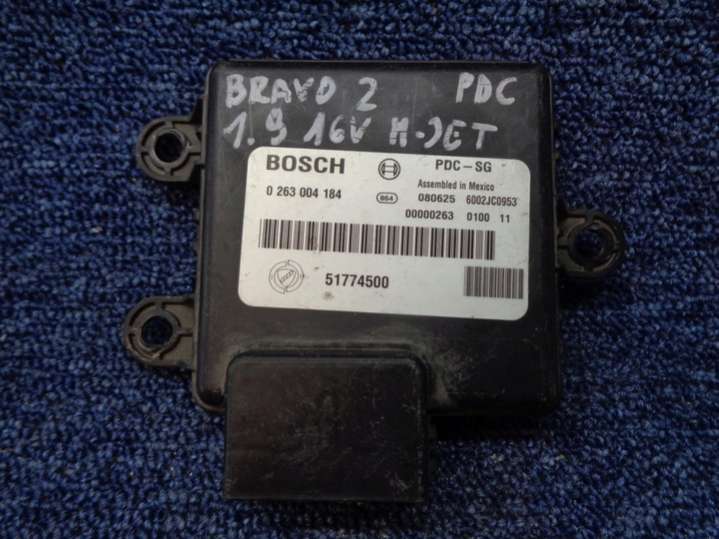 BRAVO 2 PDC
1.9 16V M-JET
BOSCH PDC-SG
Assembled in Mexico
0 263 004 184 864 080625 6002JC0953
00000263 0100 11
51774500